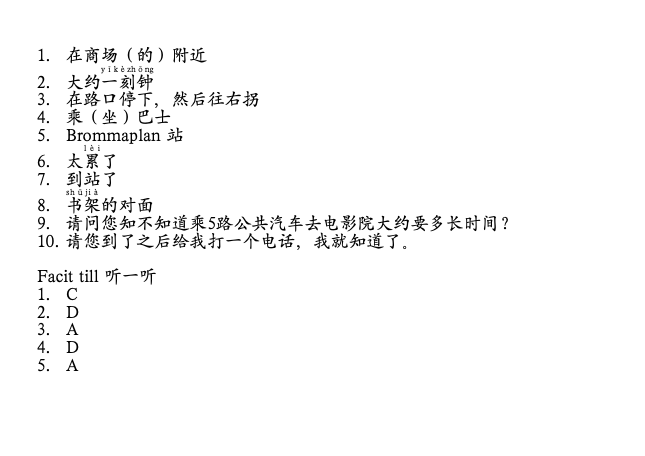 1. 在商场（的）附近
yīkèzhōng
2. 大约一刻钟
3. 在路口停下，然后往右拐
4. 乘（坐）巴士
5. Brommaplan 站
lèi
6. 太累了
7. 到站了
shūjià
8. 书架的对面
9. 请问您知不知道乘5路公共汽车去电影院大约要多长时间？
10. 请您到了之后给我打一个电话，我就知道了。
Facit till 听一听
1. C
2. D
3. A
4. D
5. A